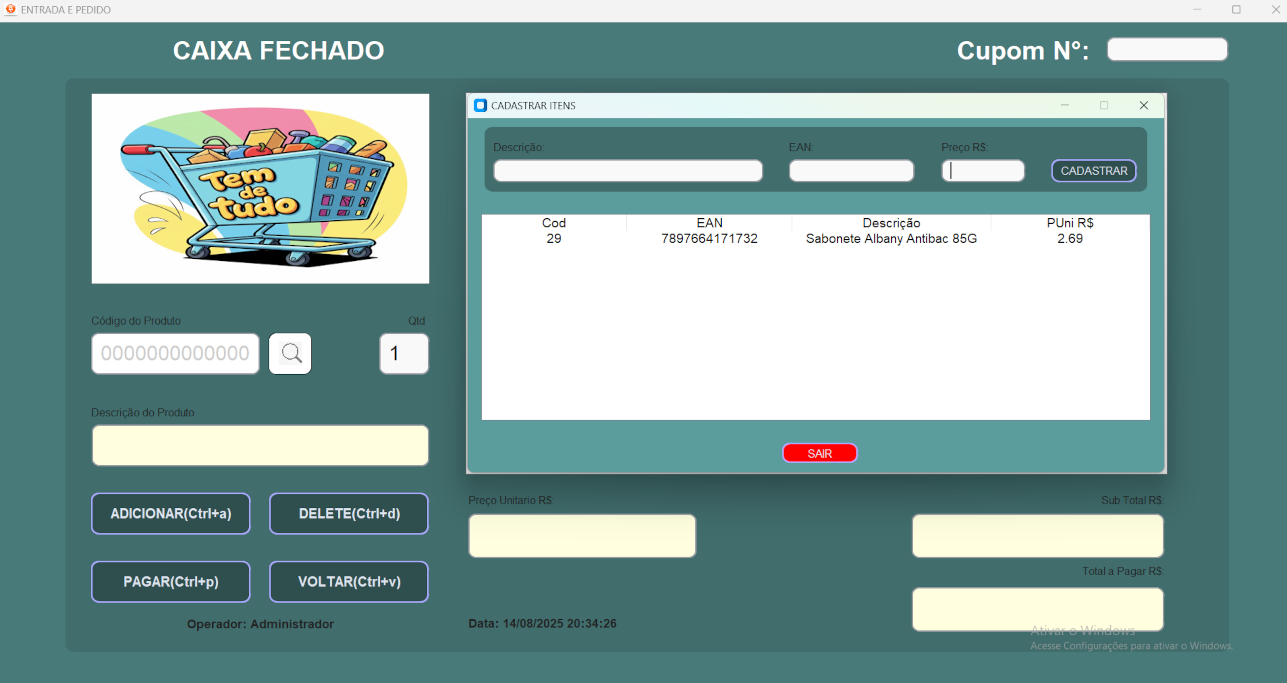 ENTRADA E PEDIDO
CAIXA FECHADO
Cupom N°:
Tem
de
tudo
CADASTRAR ITENS
Descrição:
EAN:
Preço R$:
CADASTRAR
Cod EAN Descrição PUni R$
29 7897664171732 Sabonete Albany Antibac 85G 2.69
SAIR
Código do Produto
Qtd
0000000000000
1
Descrição do Produto
ADICIONAR(Ctrl+a)
DELETE(Ctrl+d)
PAGAR(Ctrl+p)
VOLTAR(Ctrl+v)
Operador: Administrador
Preço Unitario R$:
Sub Total R$:
Total a Pagar R$:
Data: 14/08/2025 20:34:26
Ativar o Windows
Acesse Configurações para ativar o Windows.